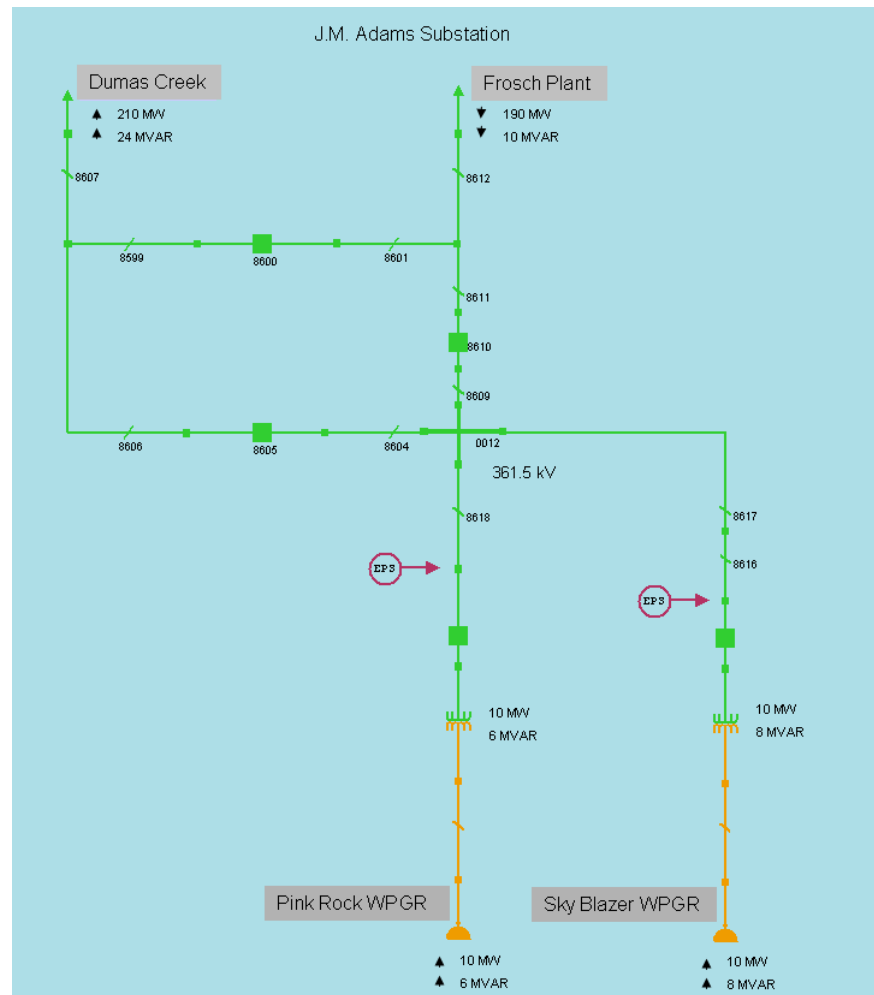 J.M. Adams Substation
Dumas Creek
Frosch Plant
210 MW
24 MVAR
190 MW
10 MVAR
8607
8612
8599
8600
8601
8611
8610
8609
8606
8605
8604
0012
361.5 kV
8618
8617
8616
EPS
EPS
10 MW
6 MVAR
10 MW
8 MVAR
Pink Rock WPGR
Sky Blazer WPGR
10 MW
6 MVAR
10 MW
8 MVAR